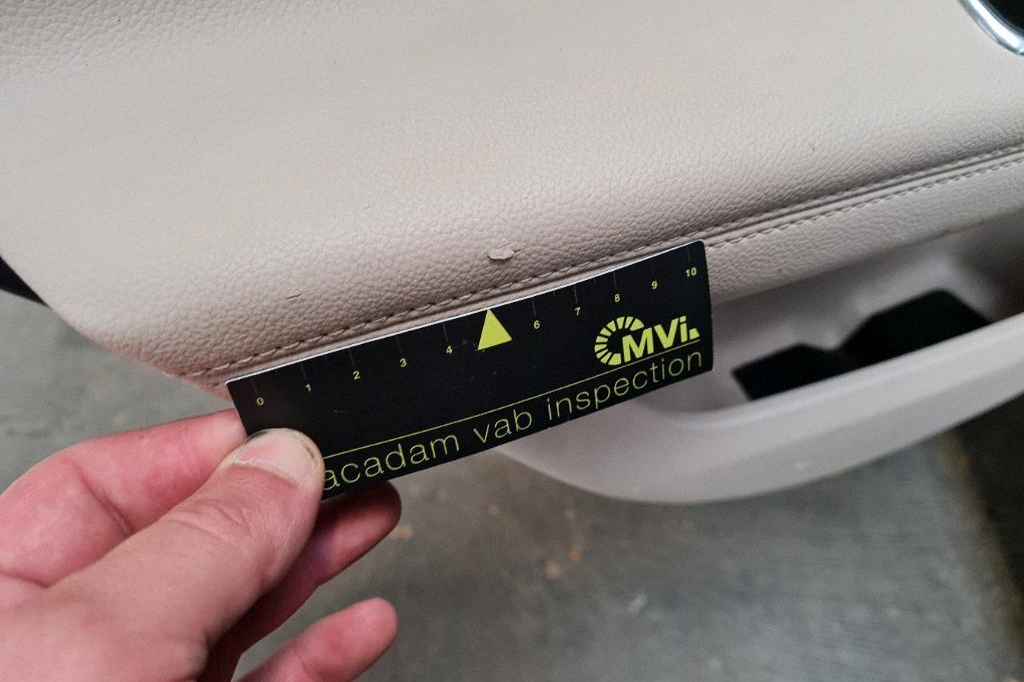 0 1 2 3 4 6 7 8 9 10
MVi.
acadam vab inspection